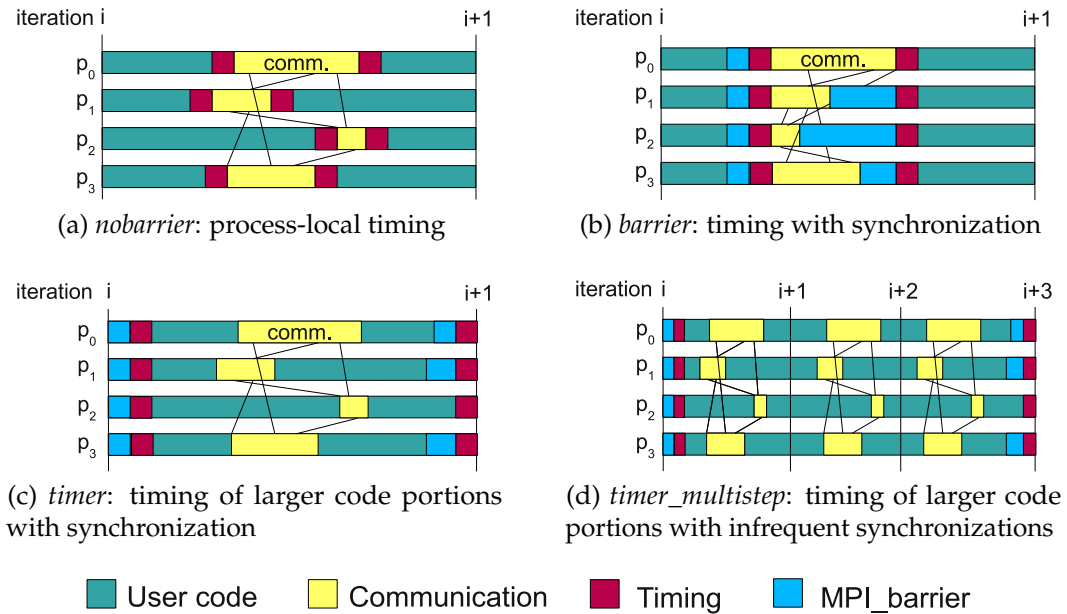 iteration i i+1
p0 comm.
p1
p2
p3
(a) nobarrier: process-local timing
iteration i i+1
p0 comm.
p1
p2
p3
(b) barrier: timing with synchronization
iteration i i+1
p0 comm.
p1
p2
p3
(c) timer: timing of larger code portions
with synchronization
iteration i i+1 i+2 i+3
p0
p1
p2
p3
(d) timer_multistep: timing of larger code
portions with infrequent synchronizations
User code Communication Timing MPI_barrier